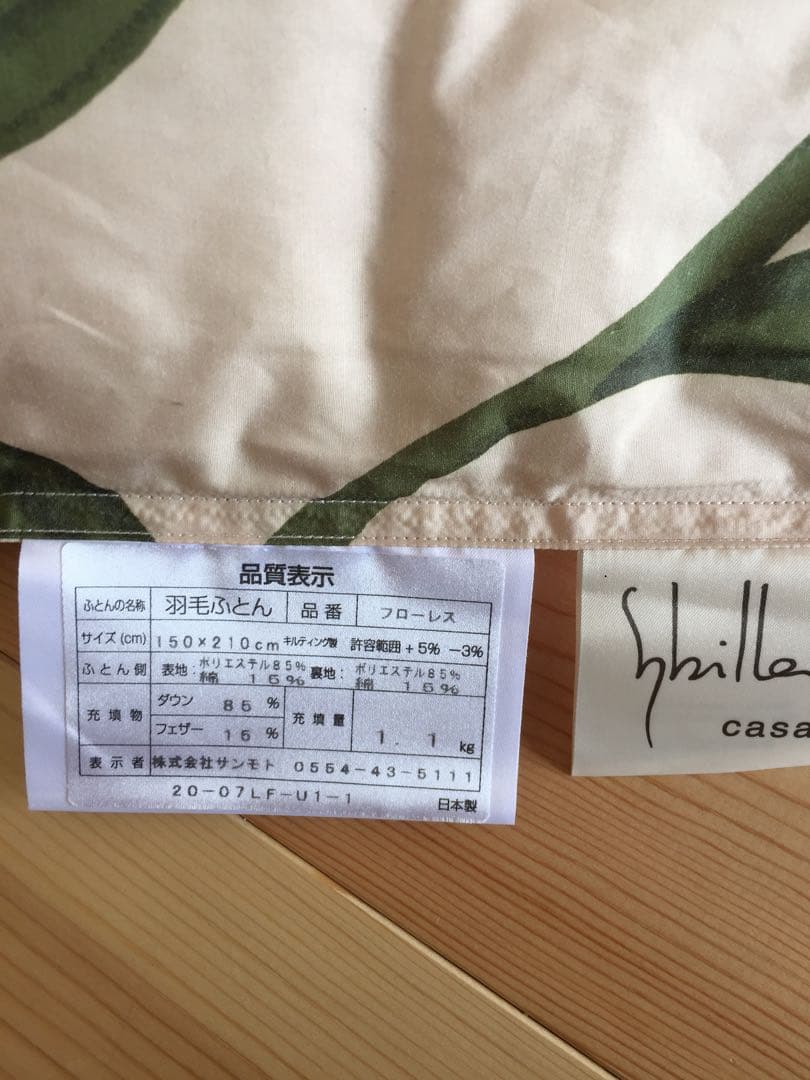 品質表示
ふとんの名称 羽毛ふとん 品番 フローレス
サイズ(cm) 150×210cm キルティング製 許容範囲+5% −3%
ふとん側 表地:ポリエステル85% 裏地:ポリエステル85%
綿 15% 綿 15%
充填物 ダウン 85% 充填量 1.1kg
フェザー 15%
表示者 株式会社サンモト 0554-43-5111
20-07LF-U1-1
日本製
Sybilla
casa